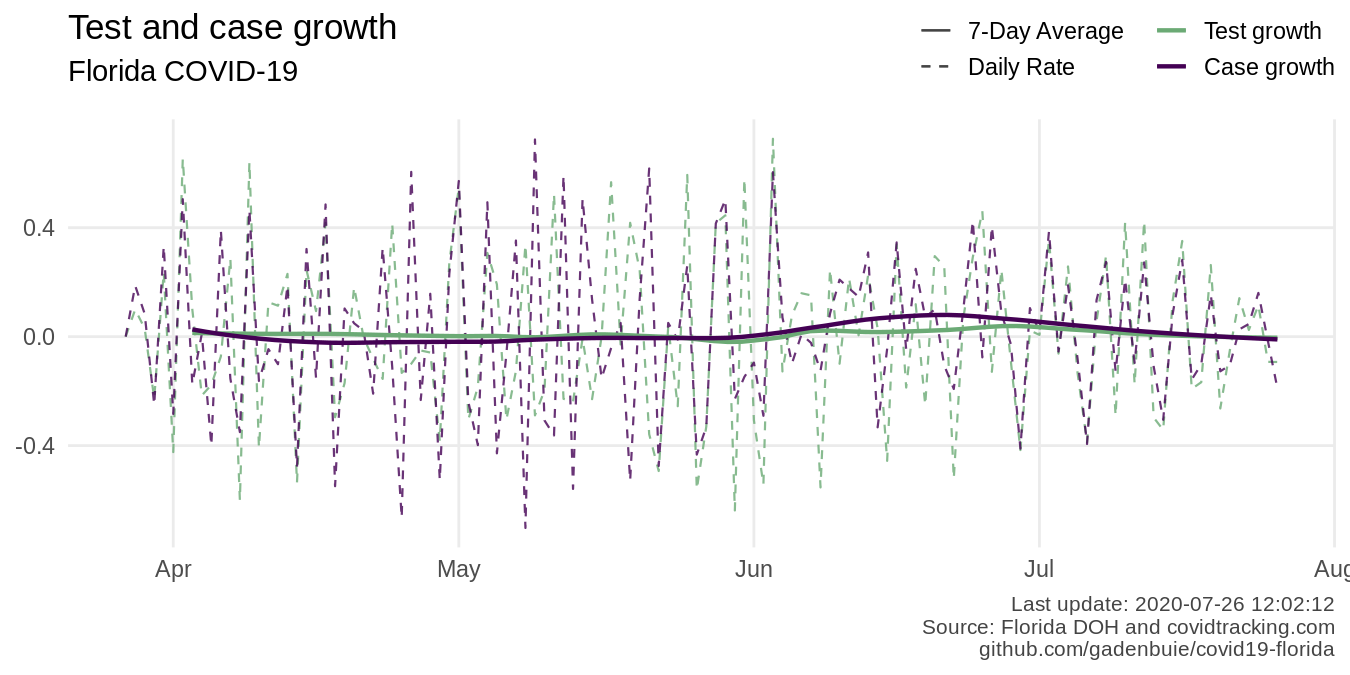 Test and case growth
Florida COVID-19
7-Day Average
Test growth
Daily Rate
Case growth
0.4
0.0
-0.4
Apr
May
Jun
Jul
Aug
Last update: 2020-07-26 12:02:12
Source: Florida DOH and covidtracking.com
github.com/gadenbuie/covid19-florida